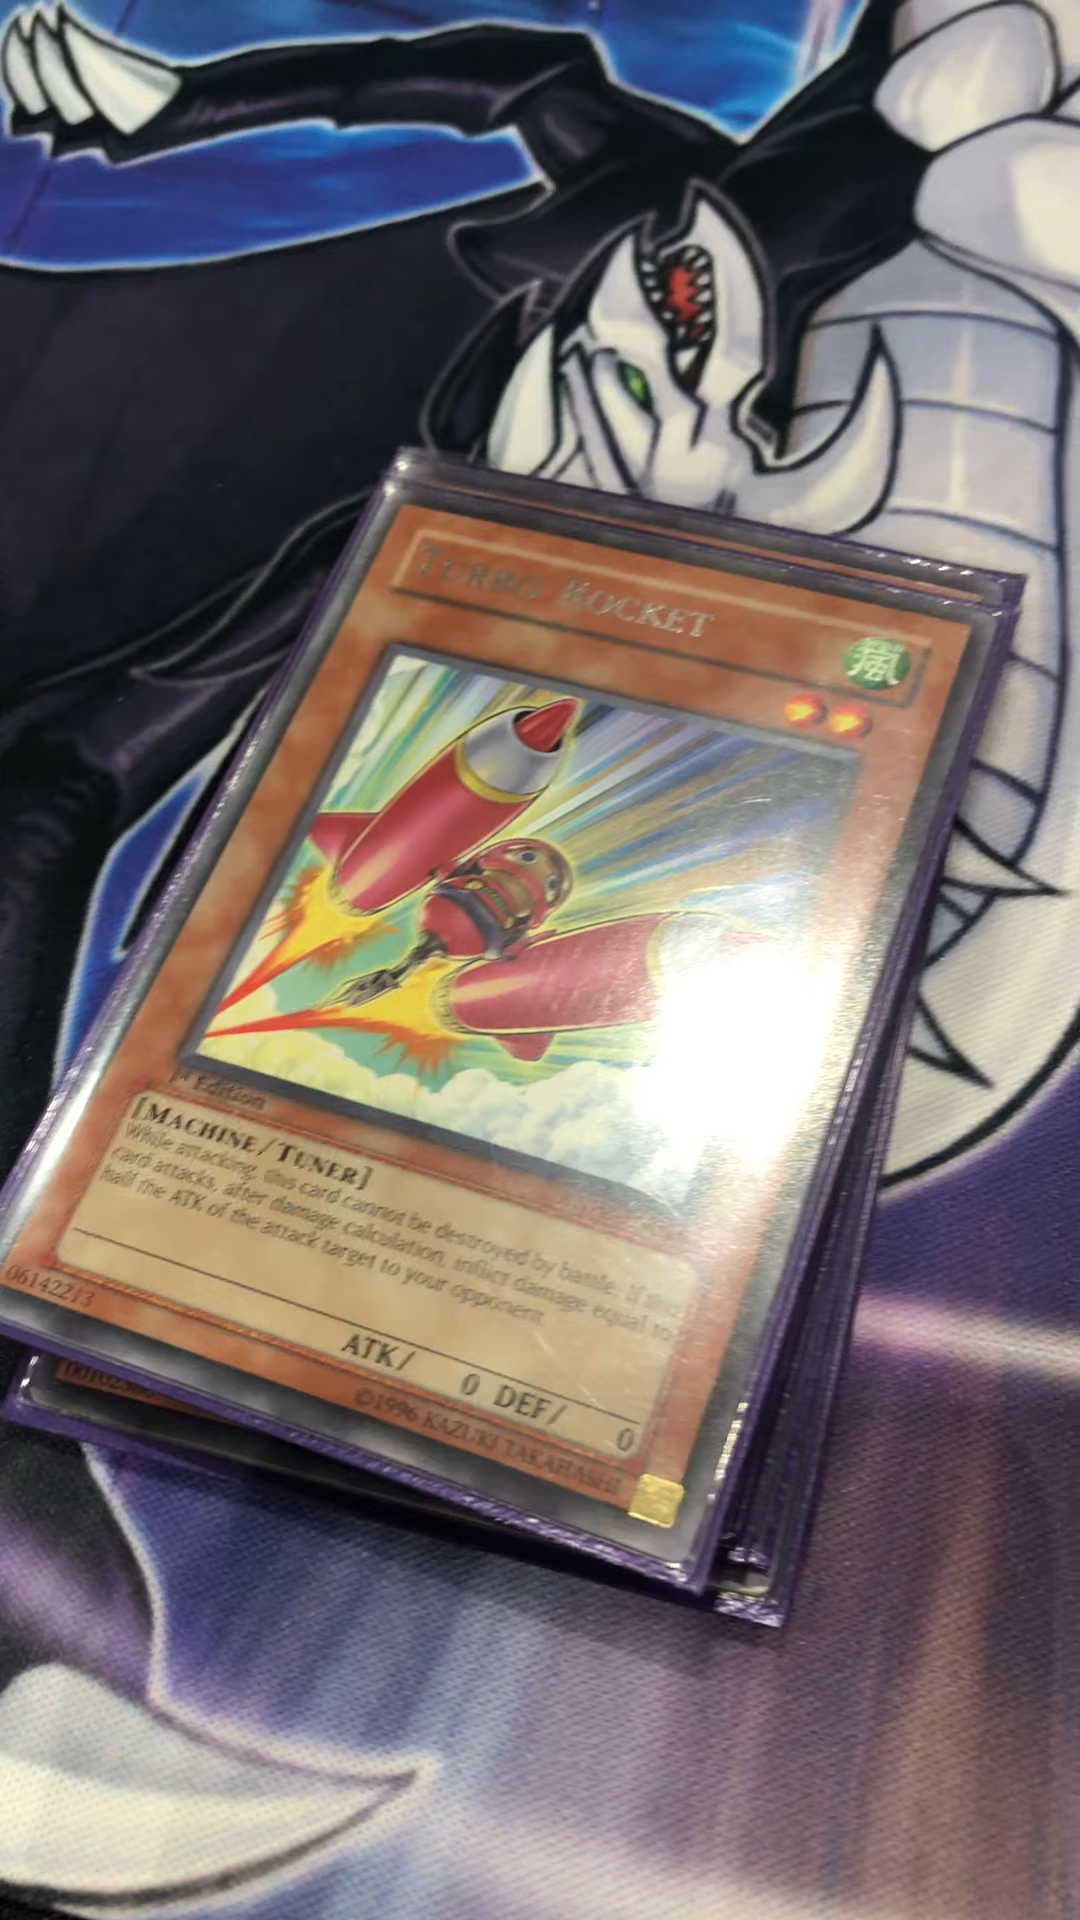 TURBO ROCKET
風
1st Edition
[MACHINE/TUNER]
While attacking, this card cannot be destroyed by battle. If this
card attacks, after damage calculation, inflict damage equal to
half the ATK of the attack target to your opponent.
ATK/ 0 DEF/ 0
06142213
©1996 KAZUKI TAKAHASHI